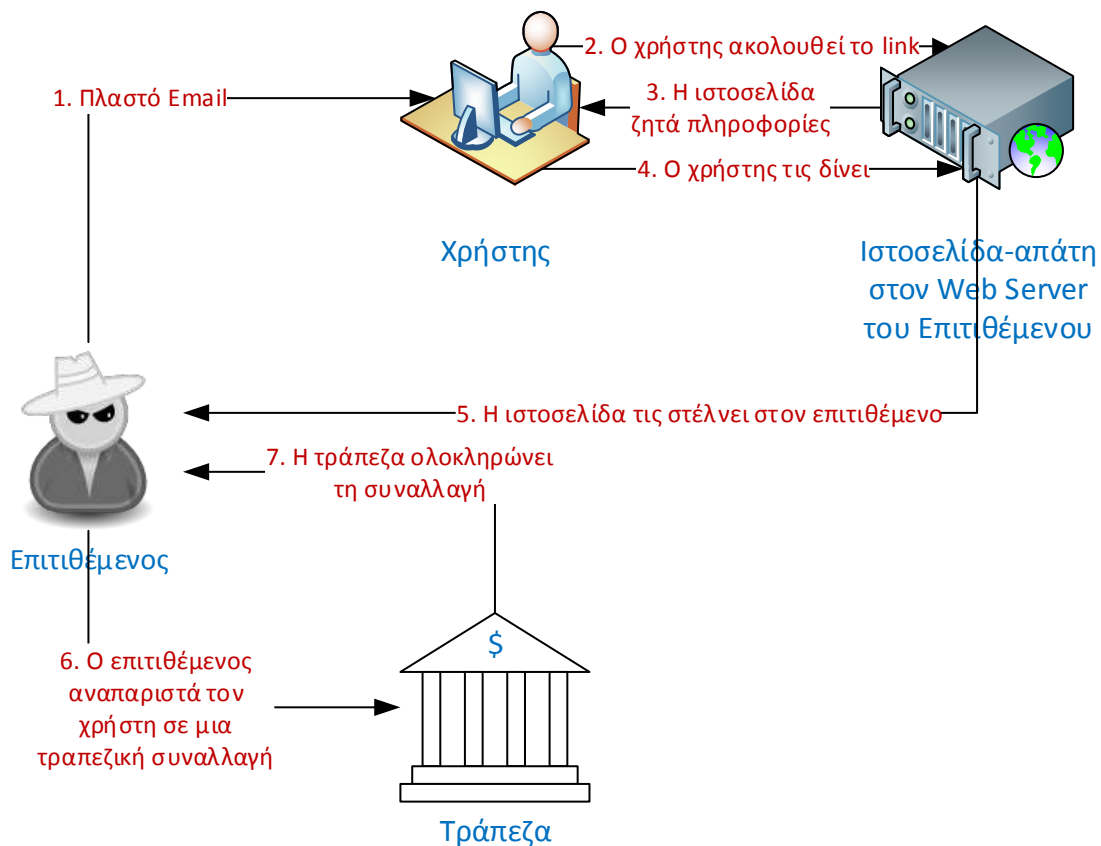 2. Ο χρήστης ακολουθεί το link
1. Πλαστό Email
3. Η ιστοσελίδα
ζητά πληροφορίες
4. Ο χρήστης τις δίνει
Χρήστης
Ιστοσελίδα-απάτη
στον Web Server
του Επιτιθέμενου
5. Η ιστοσελίδα τις στέλνει στον επιτιθέμενο
7. Η τράπεζα ολοκληρώνει
τη συναλλαγή
Επιτιθέμενος
$
6. Ο επιτιθέμενος
αναπαριστά τον
χρήστη σε μια
τραπεζική συναλλαγή
Τράπεζα